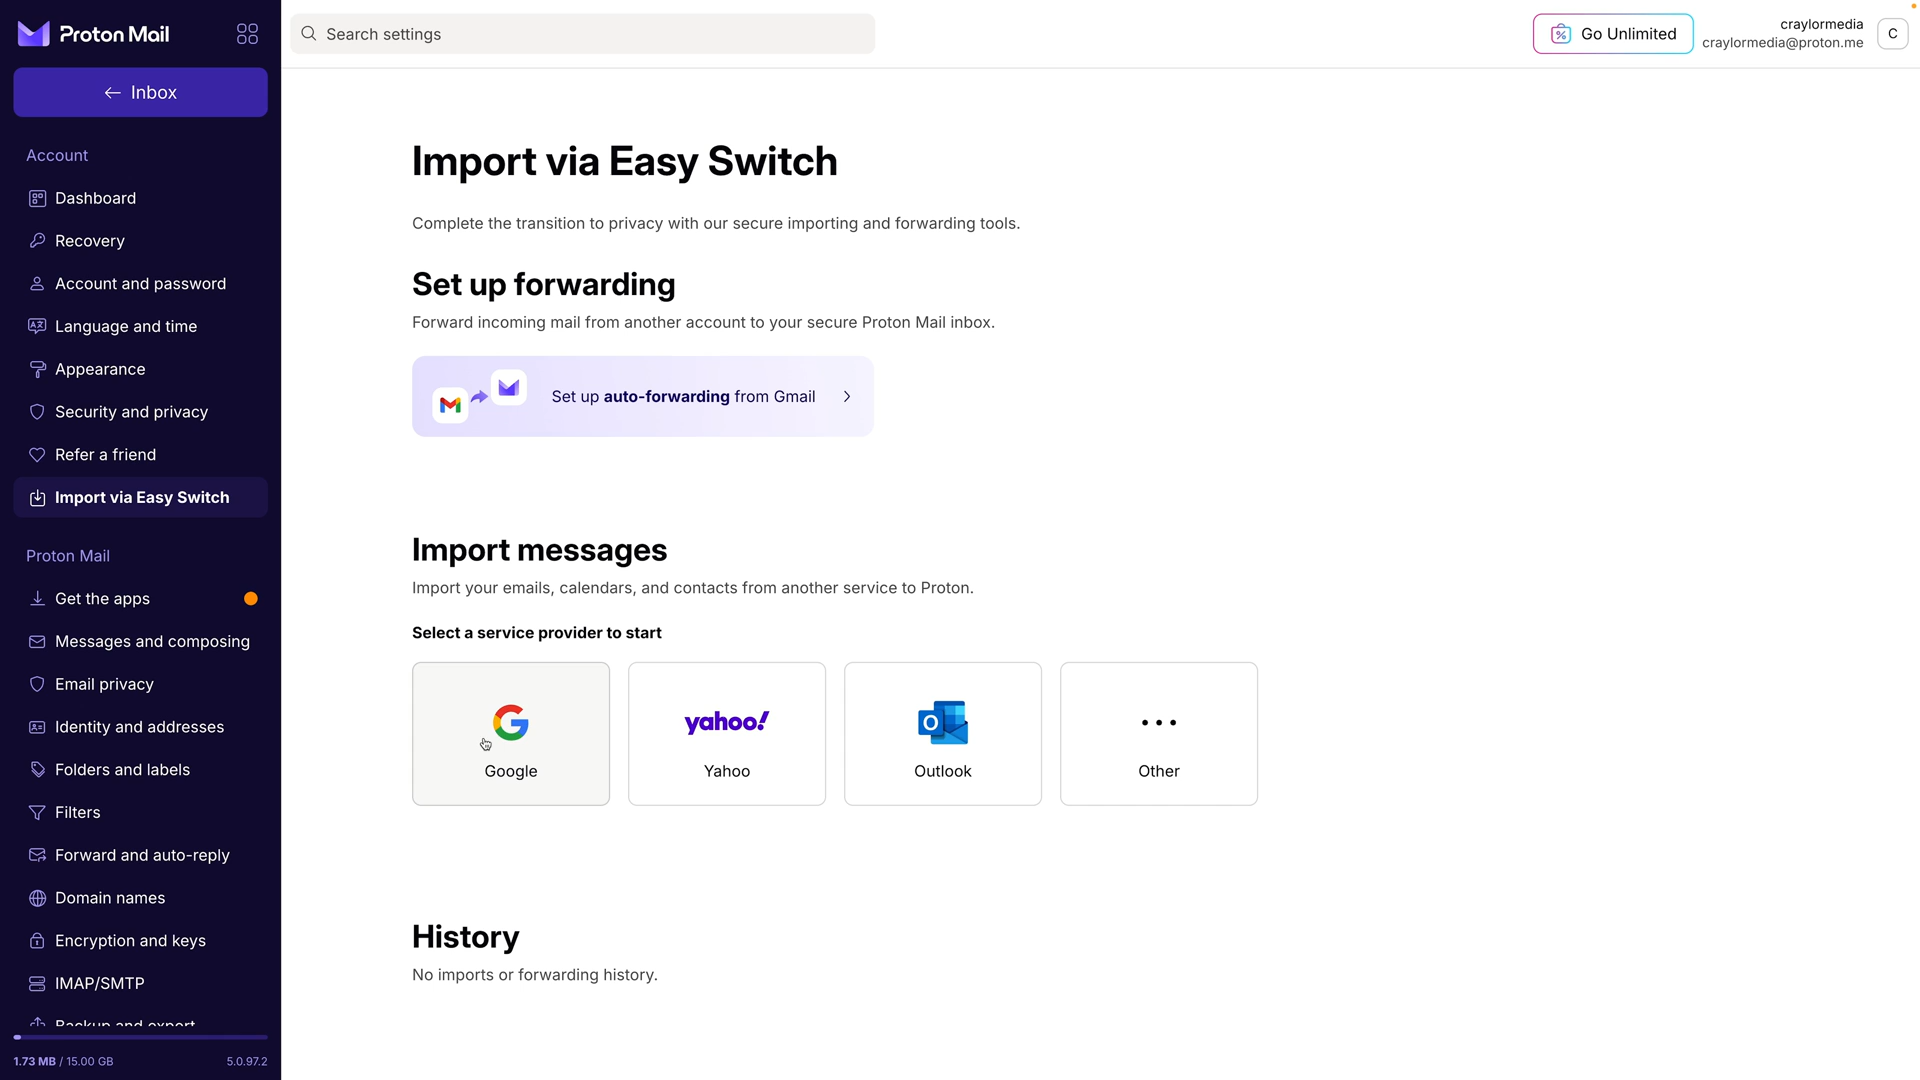 Proton Mail
Search settings
Go Unlimited
craylormedia
craylormedia@proton.me
C
← Inbox
Account
Dashboard
Recovery
Account and password
Language and time
Appearance
Security and privacy
Refer a friend
Import via Easy Switch
Proton Mail
Get the apps
Messages and composing
Email privacy
Identity and addresses
Folders and labels
Filters
Forward and auto-reply
Domain names
Encryption and keys
IMAP/SMTP
Backup and export
1.73 MB / 15.00 GB
5.0.97.2
Import via Easy Switch
Complete the transition to privacy with our secure importing and forwarding tools.
Set up forwarding
Forward incoming mail from another account to your secure Proton Mail inbox.
Set up auto-forwarding from Gmail
Import messages
Import your emails, calendars, and contacts from another service to Proton.
Select a service provider to start
Google
yahoo!
Yahoo
Outlook
Other
History
No imports or forwarding history.